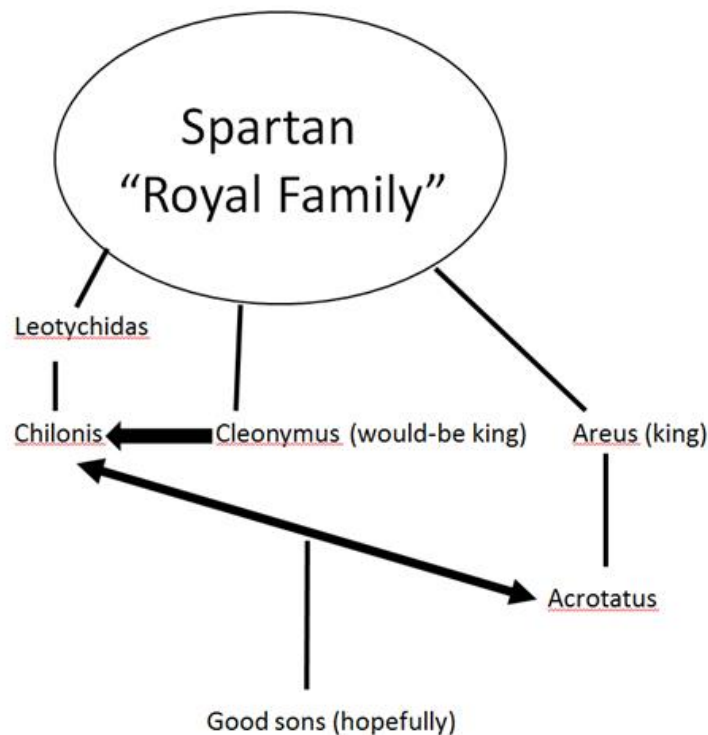 Spartan
“Royal Family”
Leotychidas
Chilonis
Cleonymus (would-be king)
Areus (king)
Acrotatus
Good sons (hopefully)